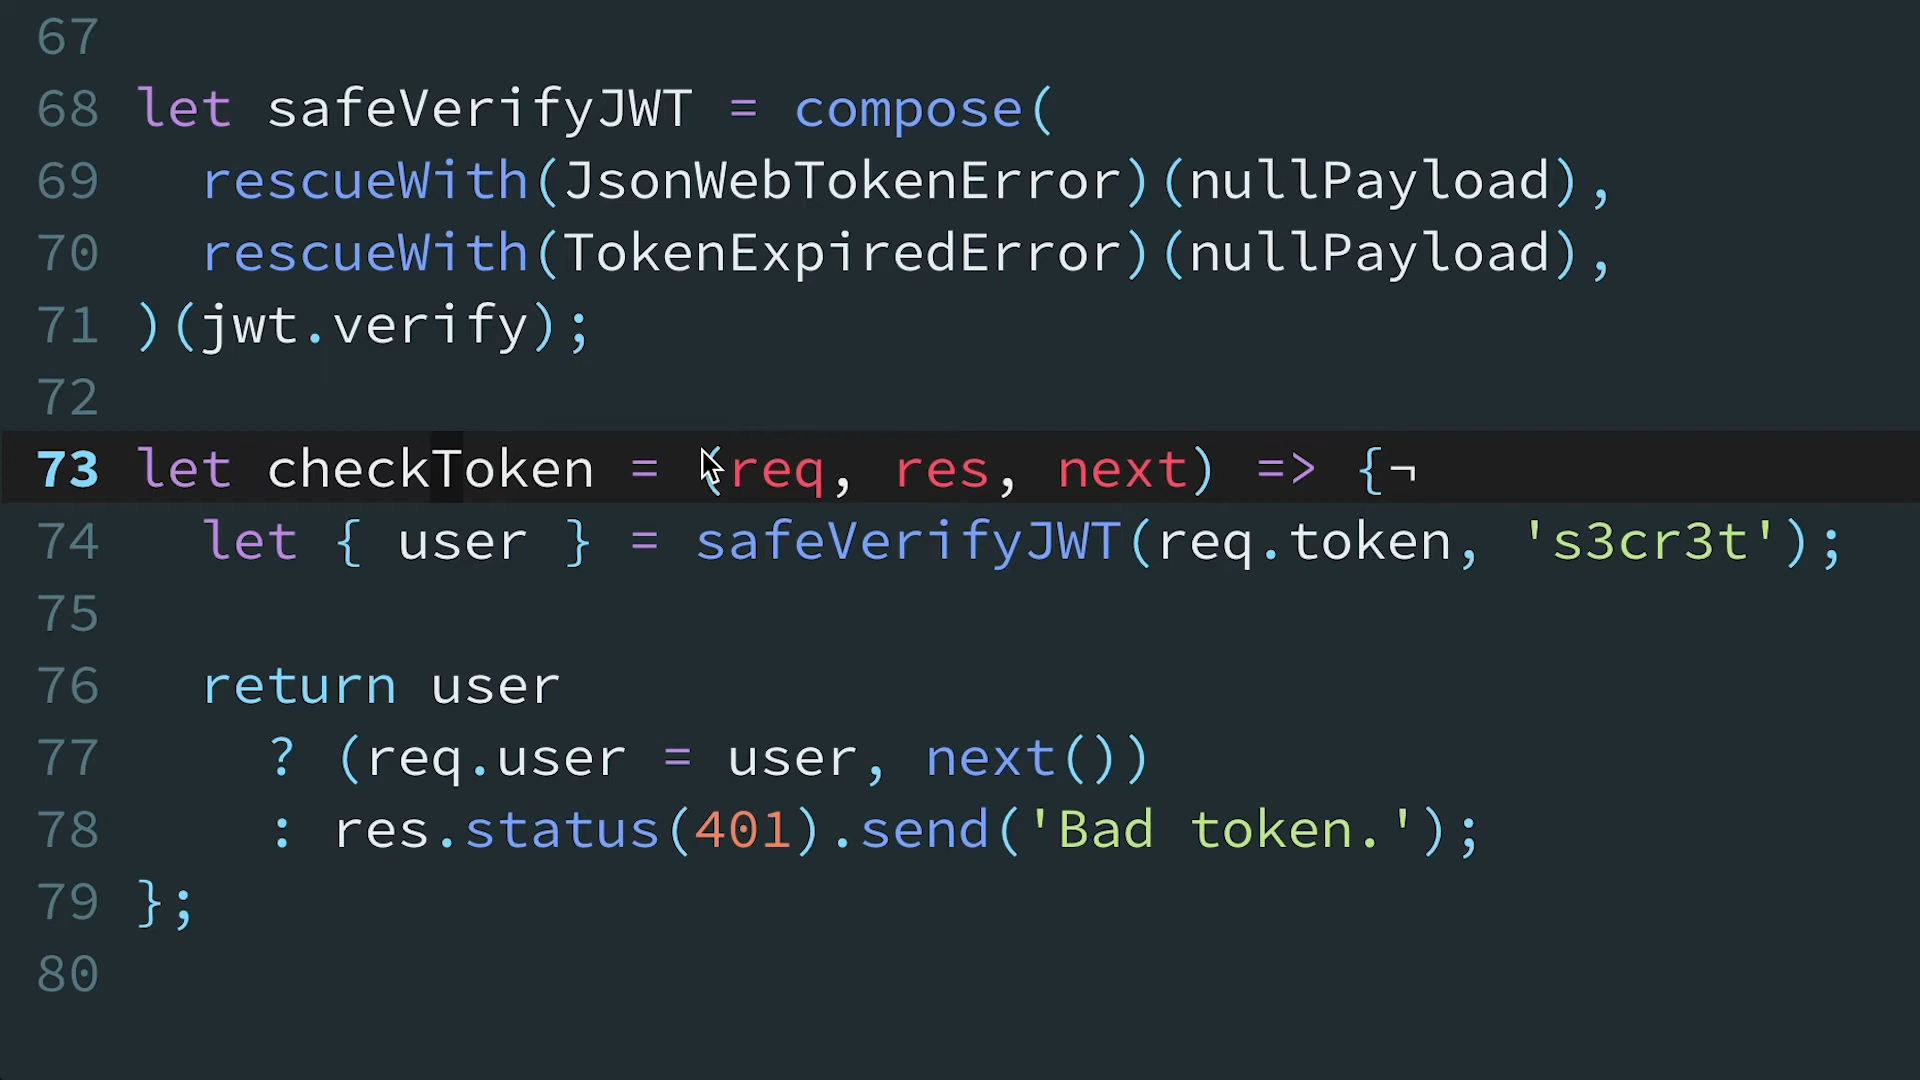 67
68 let safeVerifyJWT = compose(
69   rescueWith(JsonWebTokenError)(nullPayload),
70   rescueWith(TokenExpiredError)(nullPayload),
71 )(jwt.verify);
72
73 let checkToken = (req, res, next) => {¬
74   let { user } = safeVerifyJWT(req.token, 's3cr3t');
75
76   return user
77     ? (req.user = user, next())
78     : res.status(401).send('Bad token.');
79 };
80